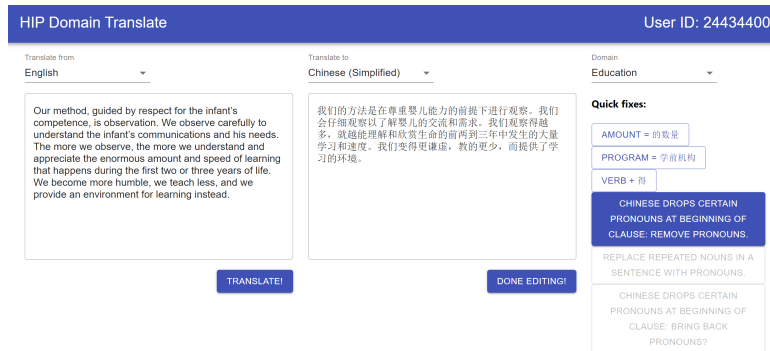 HIP Domain Translate
User ID: 24434400
Translate from
English
Translate to
Chinese (Simplified)
Domain
Education
Our method, guided by respect for the infant's
competence, is observation. We observe carefully to
understand the infant's communications and his needs.
The more we observe, the more we understand and
appreciate the enormous amount and speed of learning
that happens during the first two or three years of life.
We become more humble, we teach less, and we
provide an environment for learning instead.
TRANSLATE!
我们的方法是在尊重婴儿能力的前提下进行观察。我们
会仔细观察以了解婴儿的交流和需求。我们观察得越
多，就越能理解和欣赏生命的前两到三年中发生的大量
学习和速度。我们变得更谦虚，教的更少，而提供了学
习的环境。
DONE EDITING!
Quick fixes:
AMOUNT = 的数量
PROGRAM = 学前机构
VERB + 得
CHINESE DROPS CERTAIN
PRONOUNS AT BEGINNING OF
CLAUSE: REMOVE PRONOUNS.
REPLACE REPEATED NOUNS IN A
SENTENCE WITH PRONOUNS.
CHINESE DROPS CERTAIN
PRONOUNS AT BEGINNING OF
CLAUSE: BRING BACK
PRONOUNS?